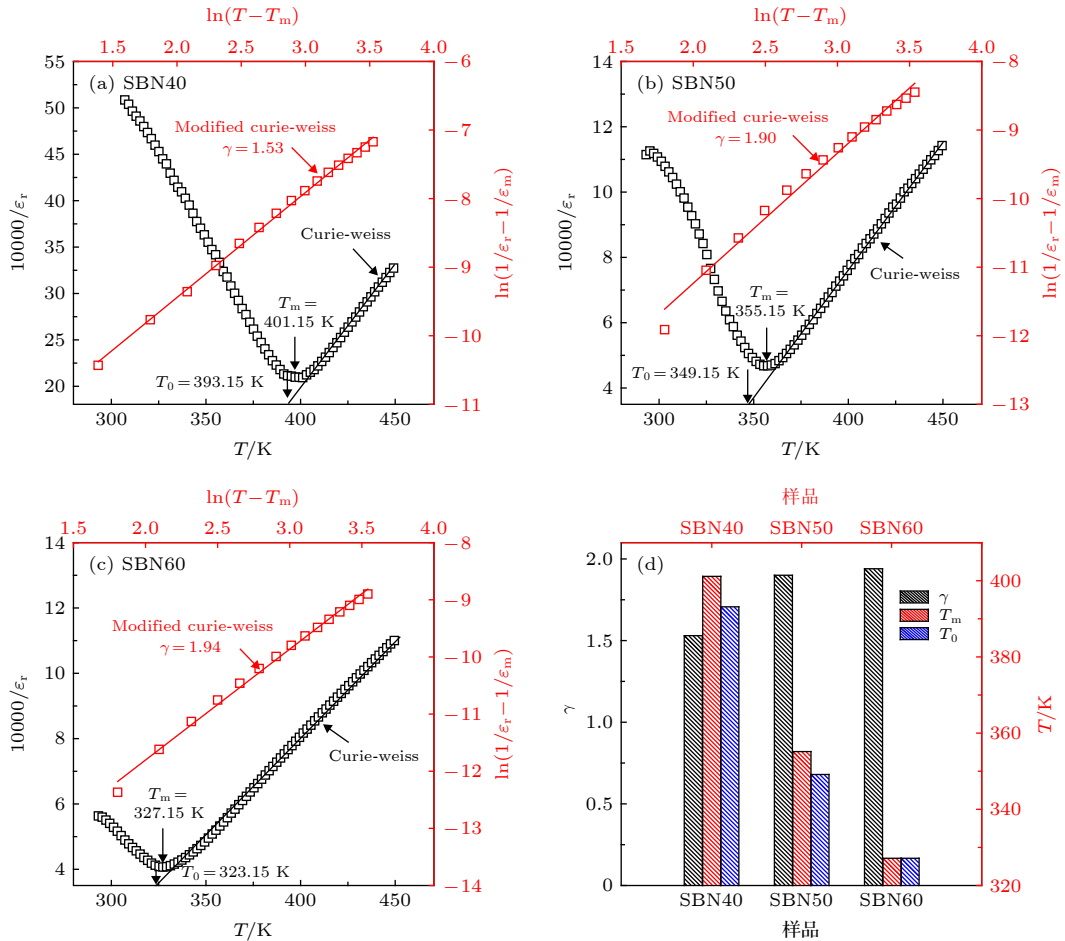 ln(T−Tm)
1.5 2.0 2.5 3.0 3.5 4.0
(a) SBN40
55
50
45
40
35
30
25
20
10000/εr
Modified curie-weiss
γ=1.53
Curie-weiss
Tm=
401.15 K
T0=393.15 K
−6
−7
−8
−9
−10
−11
ln(1/εr−1/εm)
300 350 400 450
T/K
ln(T−Tm)
1.5 2.0 2.5 3.0 3.5 4.0
(b) SBN50
14
12
10
8
6
4
10000/εr
Modified curie-weiss
γ=1.90
Curie-weiss
Tm=
355.15 K
T0=349.15 K
−8
−9
−10
−11
−12
−13
ln(1/εr−1/εm)
300 350 400 450
T/K
ln(T−Tm)
1.5 2.0 2.5 3.0 3.5 4.0
(c) SBN60
14
12
10
8
6
4
10000/εr
Modified curie-weiss
γ=1.94
Curie-weiss
Tm=
327.15 K
T0=323.15 K
−8
−9
−10
−11
−12
−13
−14
ln(1/εr−1/εm)
300 350 400 450
T/K
样品
SBN40 SBN50 SBN60
(d)
2.0
1.5
1.0
0.5
0
γ
γ
Tm
T0
400
380
360
340
320
T/K
SBN40 SBN50 SBN60
样品